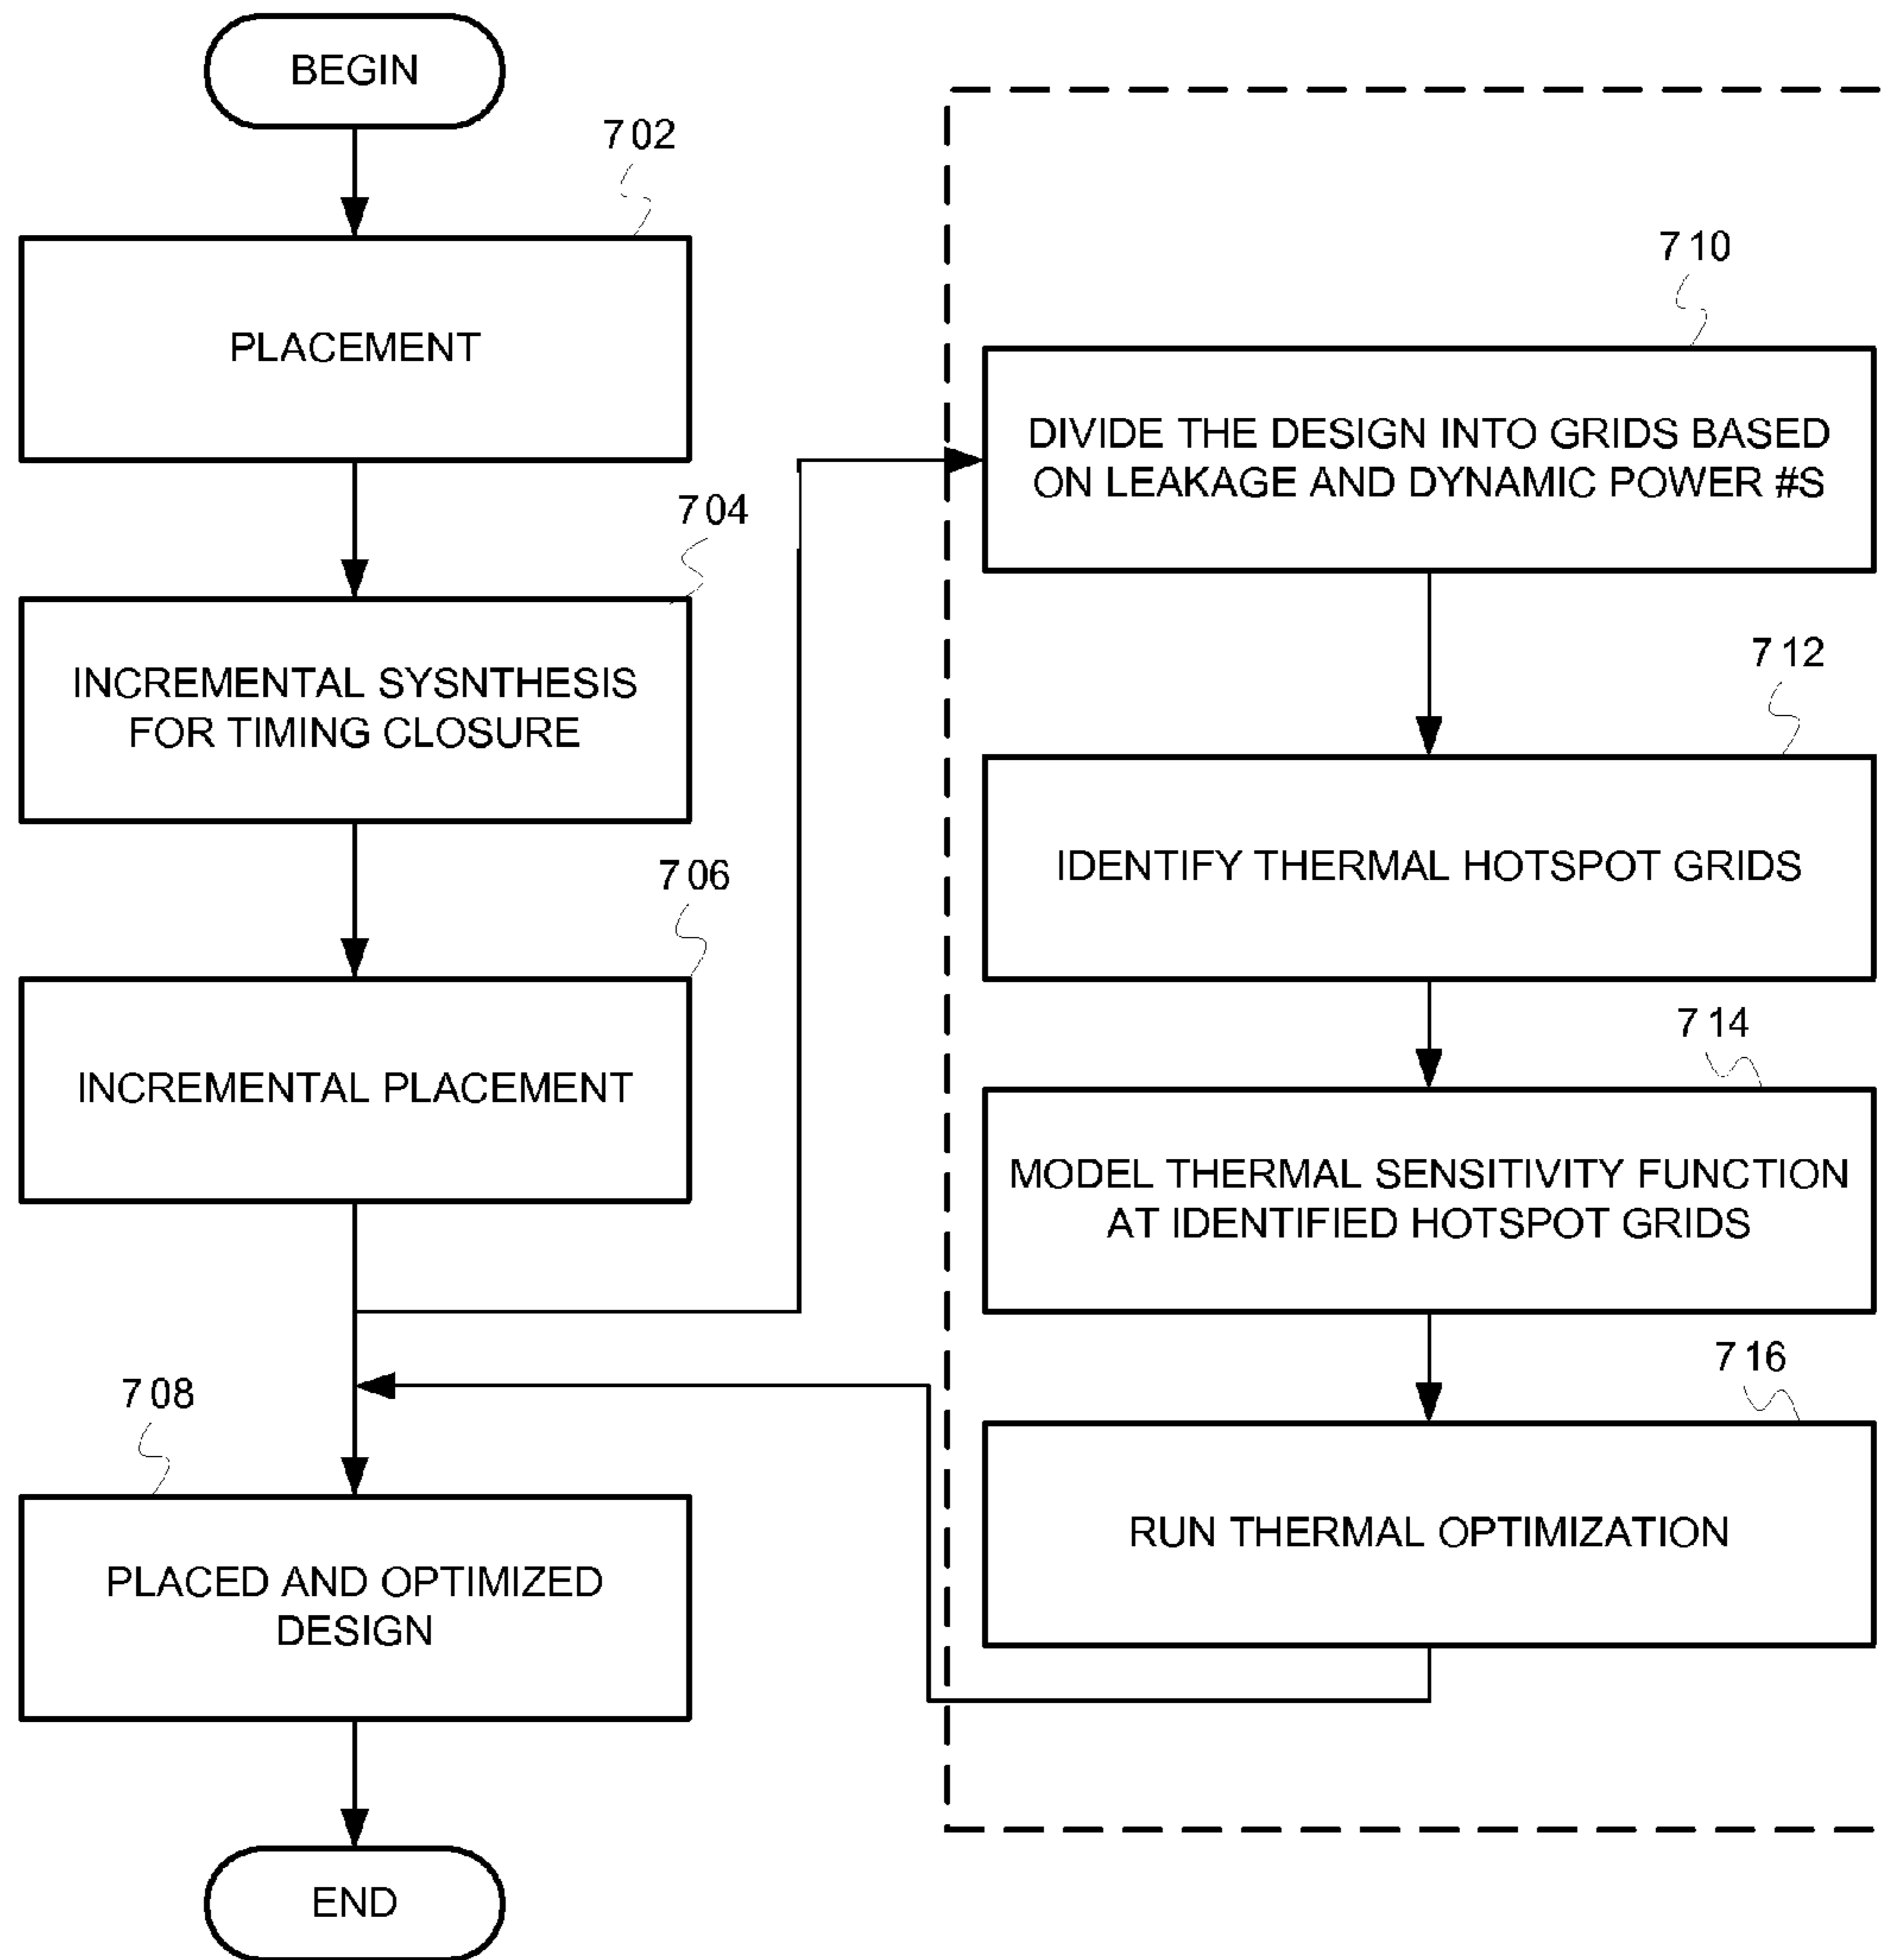 BEGIN
702
PLACEMENT
704
INCREMENTAL SYSNTHESIS
FOR TIMING CLOSURE
706
INCREMENTAL PLACEMENT
708
PLACED AND OPTIMIZED
DESIGN
END
710
DIVIDE THE DESIGN INTO GRIDS BASED
ON LEAKAGE AND DYNAMIC POWER #S
712
IDENTIFY THERMAL HOTSPOT GRIDS
714
MODEL THERMAL SENSITIVITY FUNCTION
AT IDENTIFIED HOTSPOT GRIDS
716
RUN THERMAL OPTIMIZATION